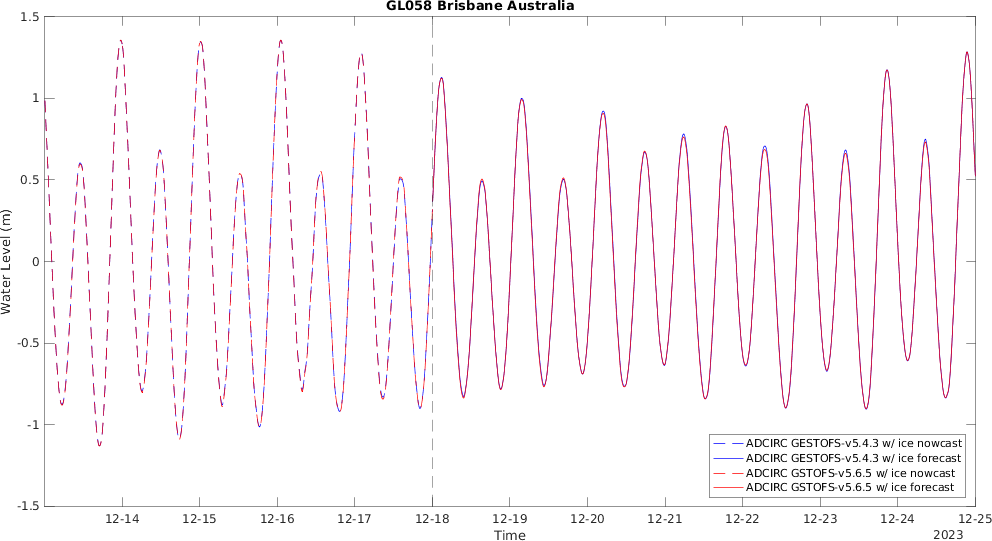 GL058 Brisbane Australia
1.5
1
0.5
0
-0.5
-1
-1.5
Water Level (m)
ADCIRC GESTOFS-v5.4.3 w/ ice nowcast
ADCIRC GESTOFS-v5.4.3 w/ ice forecast
ADCIRC GSTOFS-v5.6.5 w/ ice nowcast
ADCIRC GSTOFS-v5.6.5 w/ ice forecast
12-14 12-15 12-16 12-17 12-18 12-19 12-20 12-21 12-22 12-23 12-24 12-25
Time
2023